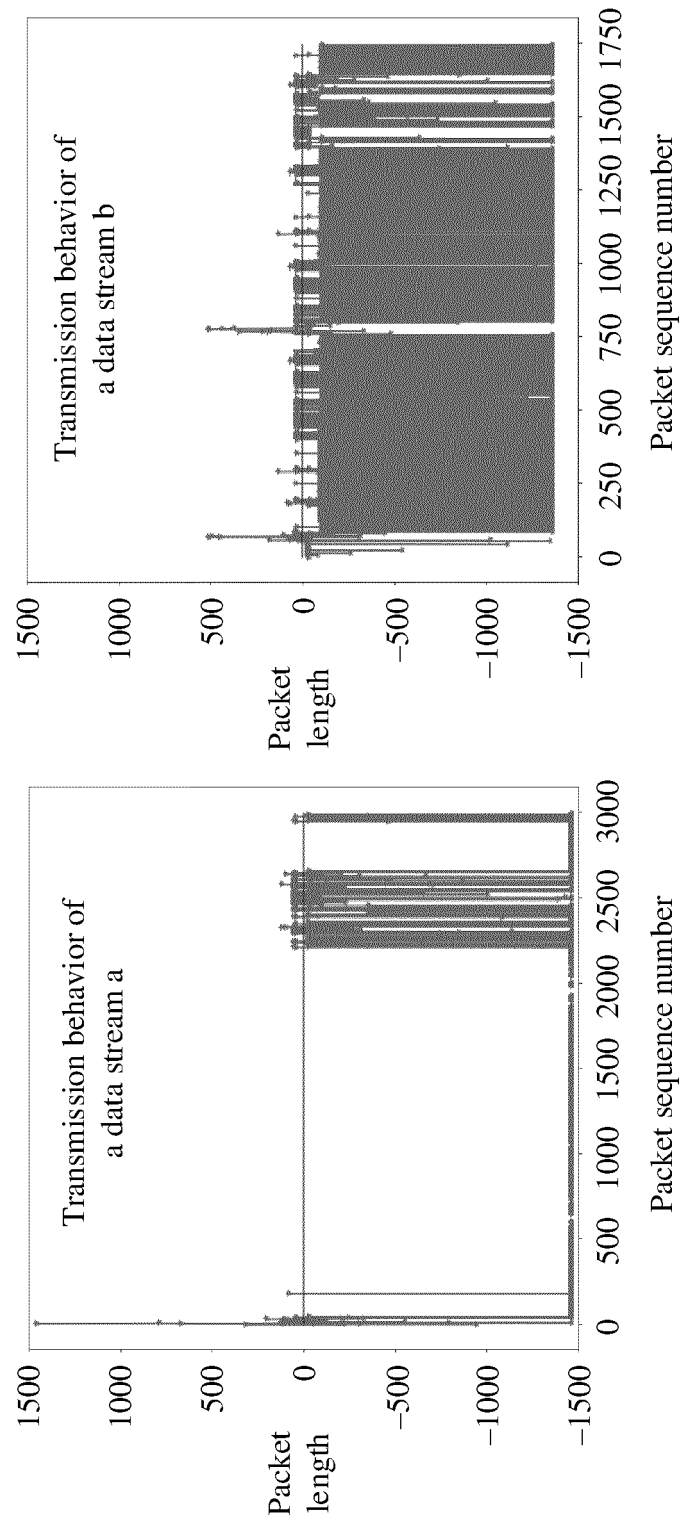 Transmission behavior of
a data stream a
1500
1000
500
0
−500
−1000
−1500
Packet
length
0
500
1000
1500
2000
2500
3000
Packet sequence number
Transmission behavior of
a data stream b
1500
1000
500
0
−500
−1000
−1500
Packet
length
0
250
500
750
1000
1250
1500
1750
Packet sequence number